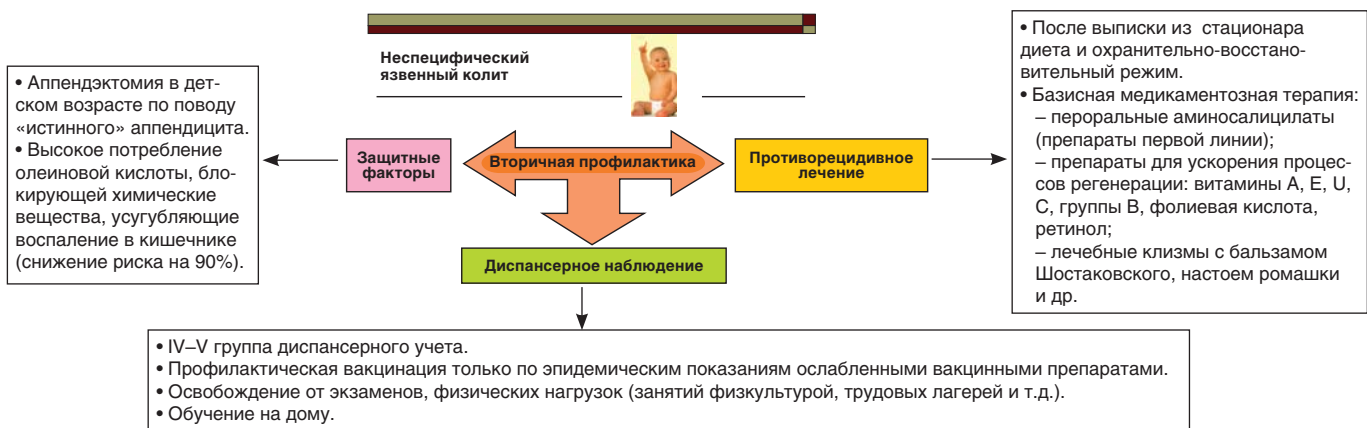 Неспецифический
язвенный колит
• Аппендэктомия в дет-
ском возрасте по поводу
«истинного» аппендицита.
• Высокое потребление
олеиновой кислоты, бло-
кирующей химические
вещества, усугубляющие
воспаление в кишечнике
(снижение риска на 90%).
Защитные
факторы
Вторичная профилактика
Противорецидивное
лечение
• После выписки из стационара
диета и охранительно-восстано-
вительный режим.
• Базисная медикаментозная терапия:
– пероральные аминосалицилаты
(препараты первой линии);
– препараты для ускорения процес-
сов регенерации: витамины А, Е, U,
С, группы В, фолиевая кислота,
ретинол;
– лечебные клизмы с бальзамом
Шостаковского, настоем ромашки
и др.
Диспансерное наблюдение
• IV–V группа диспансерного учета.
• Профилактическая вакцинация только по эпидемическим показаниям ослабленными вакцинными препаратами.
• Освобождение от экзаменов, физических нагрузок (занятий физкультурой, трудовых лагерей и т.д.).
• Обучение на дому.